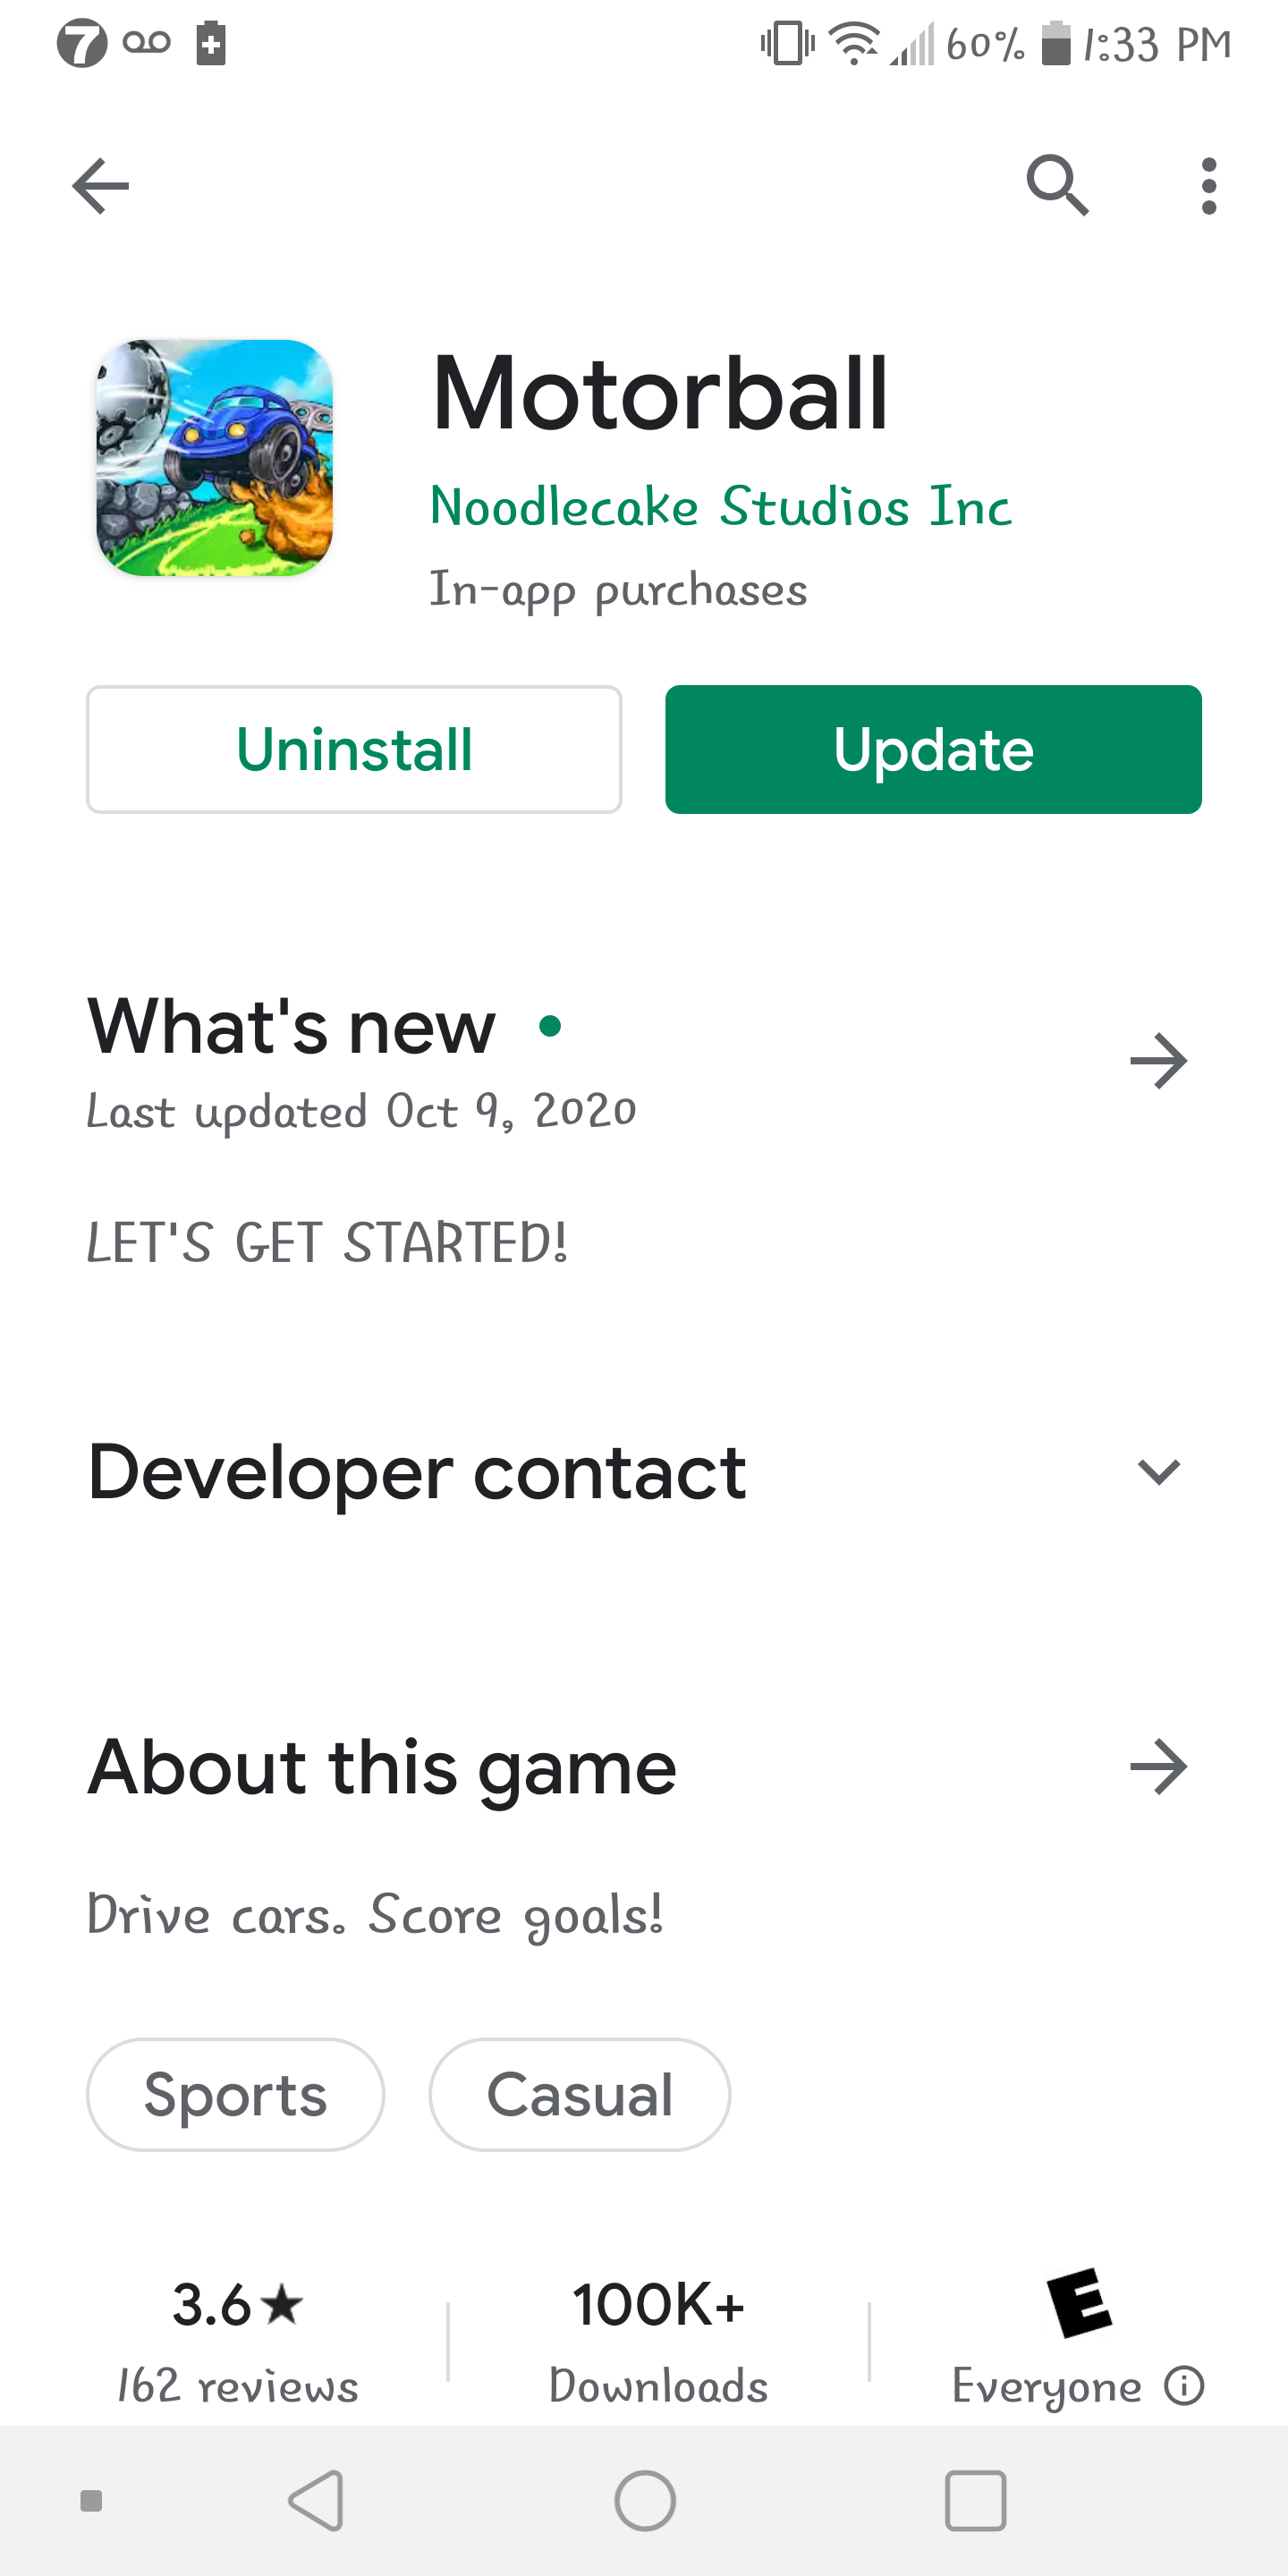 7 60% 1:33 PM
Motorball
Noodlecake Studios Inc
In-app purchases
Uninstall
Update
What's new
Last updated Oct 9, 2020
LET'S GET STARTED!
Developer contact
About this game
Drive cars. Score goals!
Sports
Casual
3.6★ 100K+ E
162 reviews Downloads Everyone